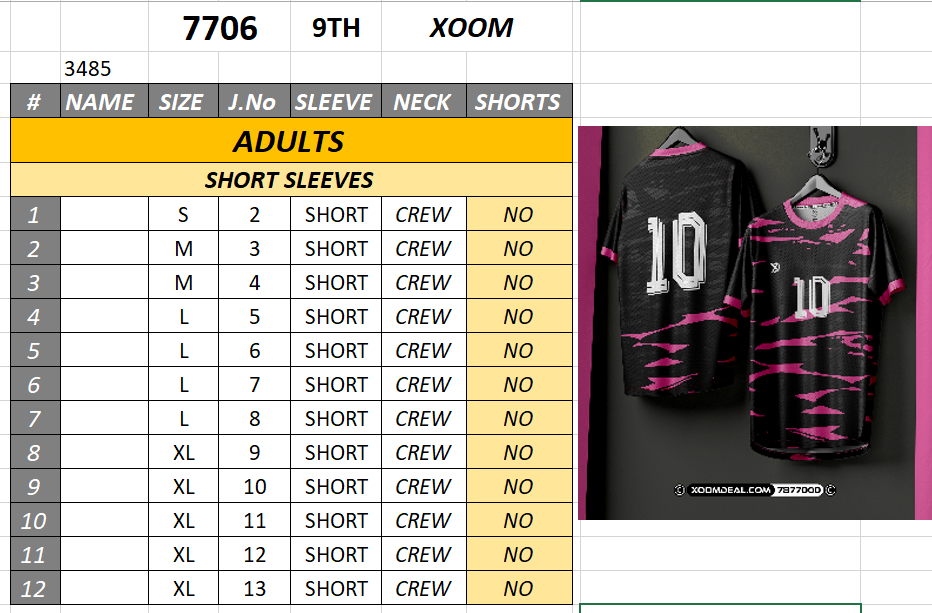 7706 9TH XOOM
3485
# NAME SIZE J.No SLEEVE NECK SHORTS
ADULTS
SHORT SLEEVES
1 S 2 SHORT CREW NO
2 M 3 SHORT CREW NO
3 M 4 SHORT CREW NO
4 L 5 SHORT CREW NO
5 L 6 SHORT CREW NO
6 L 7 SHORT CREW NO
7 L 8 SHORT CREW NO
8 XL 9 SHORT CREW NO
9 XL 10 SHORT CREW NO
10 XL 11 SHORT CREW NO
11 XL 12 SHORT CREW NO
12 XL 13 SHORT CREW NO
10
10
XOOMDEAL.COM 7877000